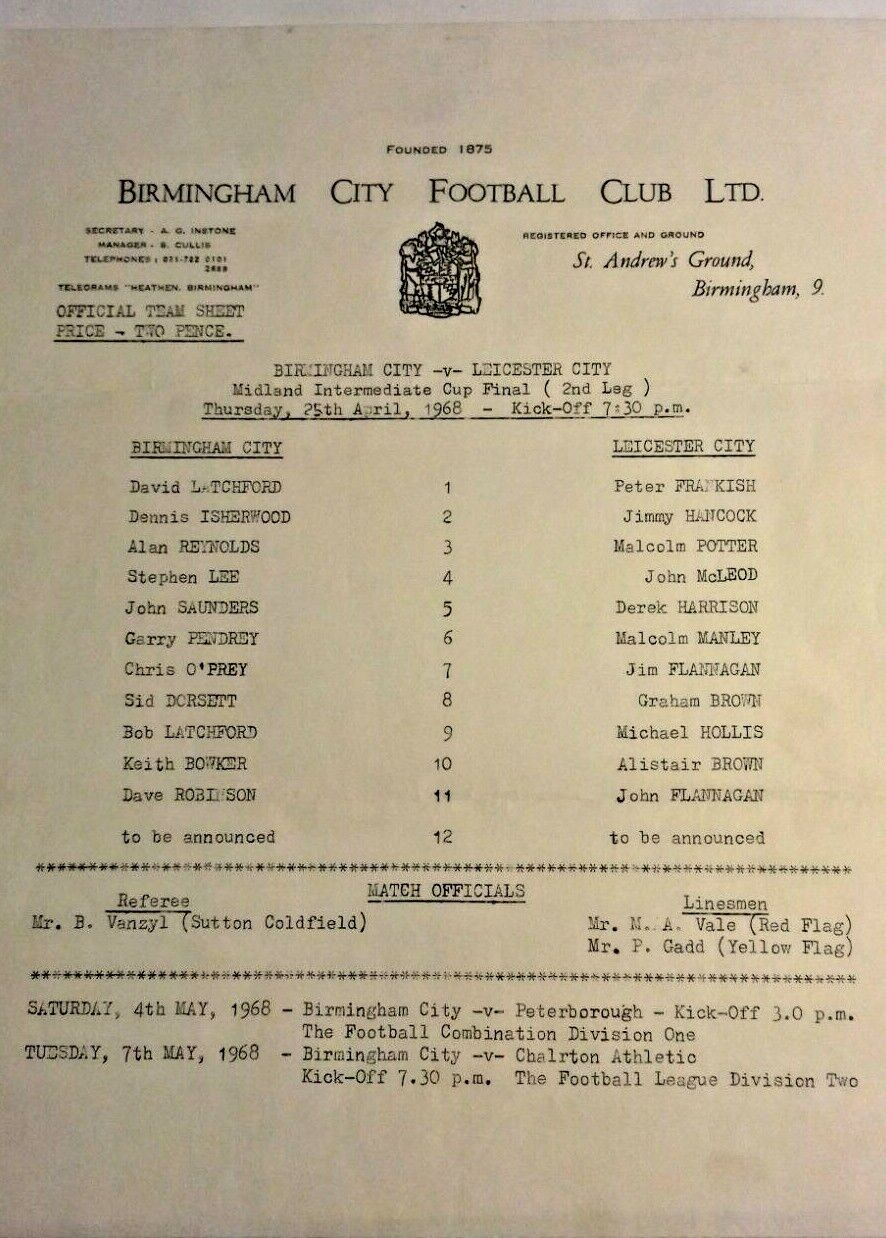 FOUNDED 1875
BIRMINGHAM CITY FOOTBALL CLUB LTD.
SECRETARY - A. G. INSTONE
MANAGER - S. CULLIS
TELEPHONES: 021-772 0101
2689
TELEGRAMS "HEATHEN, BIRMINGHAM"
REGISTERED OFFICE AND GROUND
St. Andrew's Ground,
Birmingham, 9.
OFFICIAL TEAM SHEET
PRICE - TWO PENCE.
BIRMINGHAM CITY -v- LEICESTER CITY
Midland Intermediate Cup Final ( 2nd Leg )
Thursday, 25th April, 1968 - Kick-Off 7:30 p.m.
BIRMINGHAM CITY LEICESTER CITY
David LATCHFORD 1 Peter FRANKISH
Dennis ISHERWOOD 2 Jimmy HANCOCK
Alan REYNOLDS 3 Malcolm POTTER
Stephen LEE 4 John McLEOD
John SAUNDERS 5 Derek HARRISON
Garry PENDREY 6 Malcolm MANLEY
Chris O'PREY 7 Jim FLANNAGAN
Sid DORSETT 8 Graham BROWN
Bob LATCHFORD 9 Michael HOLLIS
Keith BOWKER 10 Alistair BROWN
Dave ROBINSON 11 John FLANNAGAN
to be announced 12 to be announced
MATCH OFFICIALS
Referee Linesmen
Mr. B. Vanzyl (Sutton Coldfield) Mr. M. A. Vale (Red Flag)
Mr. P. Gadd (Yellow Flag)
SATURDAY, 4th MAY, 1968 - Birmingham City -v- Peterborough - Kick-Off 3.0 p.m.
The Football Combination Division One
TUESDAY, 7th MAY, 1968 - Birmingham City -v- Chalrton Athletic
Kick-Off 7.30 p.m. The Football League Division Two